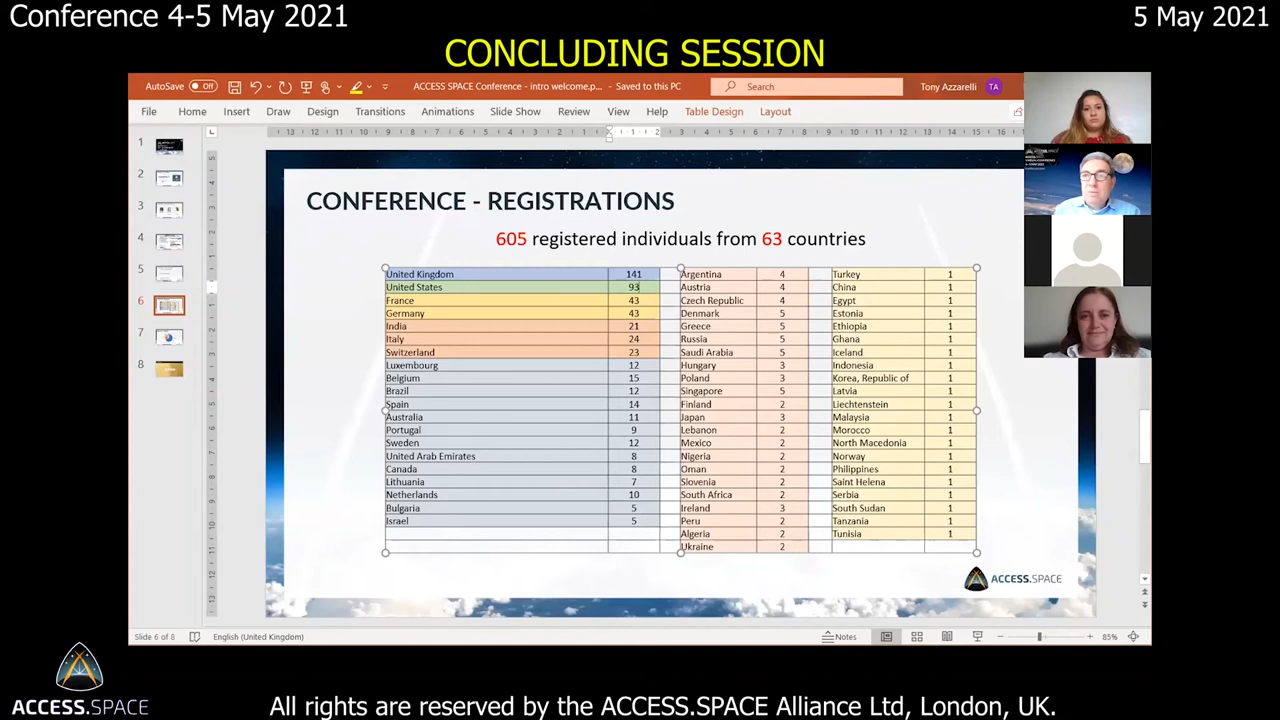 Conference 4-5 May 2021
5 May 2021
CONCLUDING SESSION
AutoSave Off
ACCESS SPACE Conference - intro welcome.p... - Saved to this PC
Search
Tony Azzarelli TA
File Home Insert Draw Design Transitions Animations Slide Show Review View Help Table Design Layout
CONFERENCE - REGISTRATIONS
605 registered individuals from 63 countries
United Kingdom 141 Argentina 4 Turkey 1
United States 93 Austria 4 China 1
France 43 Czech Republic 4 Egypt 1
Germany 43 Denmark 5 Estonia 1
India 21 Greece 5 Ethiopia 1
Italy 24 Russia 5 Ghana 1
Switzerland 23 Saudi Arabia 5 Iceland 1
Luxembourg 12 Hungary 3 Indonesia 1
Belgium 15 Poland 3 Korea, Republic of 1
Brazil 12 Singapore 5 Latvia 1
Spain 14 Finland 2 Liechtenstein 1
Australia 11 Japan 3 Malaysia 1
Portugal 9 Lebanon 2 Morocco 1
Sweden 12 Mexico 2 North Macedonia 1
United Arab Emirates 8 Nigeria 2 Norway 1
Canada 8 Oman 2 Philippines 1
Lithuania 7 Slovenia 2 Saint Helena 1
Netherlands 10 South Africa 2 Serbia 1
Bulgaria 5 Ireland 3 South Sudan 1
Israel 5 Peru 2 Tanzania 1
Algeria 2 Tunisia 1
Ukraine 2
ACCESS.SPACE
1
2
3
4
5
6
7
8
Slide 6 of 8 English (United Kingdom) Notes 85%
ACCESS.SPACE
All rights are reserved by the ACCESS.SPACE Alliance Ltd, London, UK.